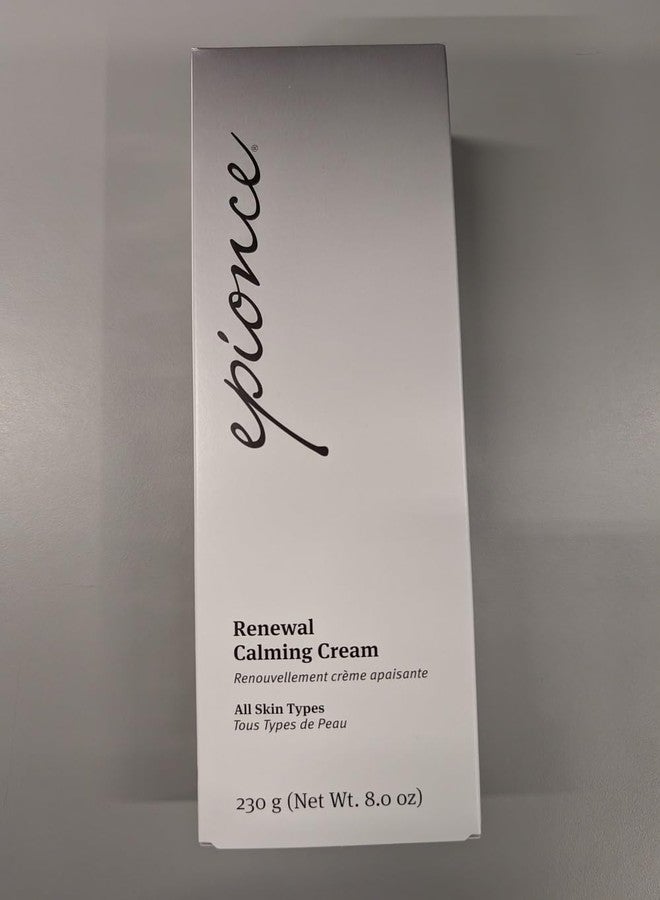 epionce®
Renewal
Calming Cream
Renouvellement crème apaisante
All Skin Types
Tous Types de Peau
230 g (Net Wt. 8.0 oz)